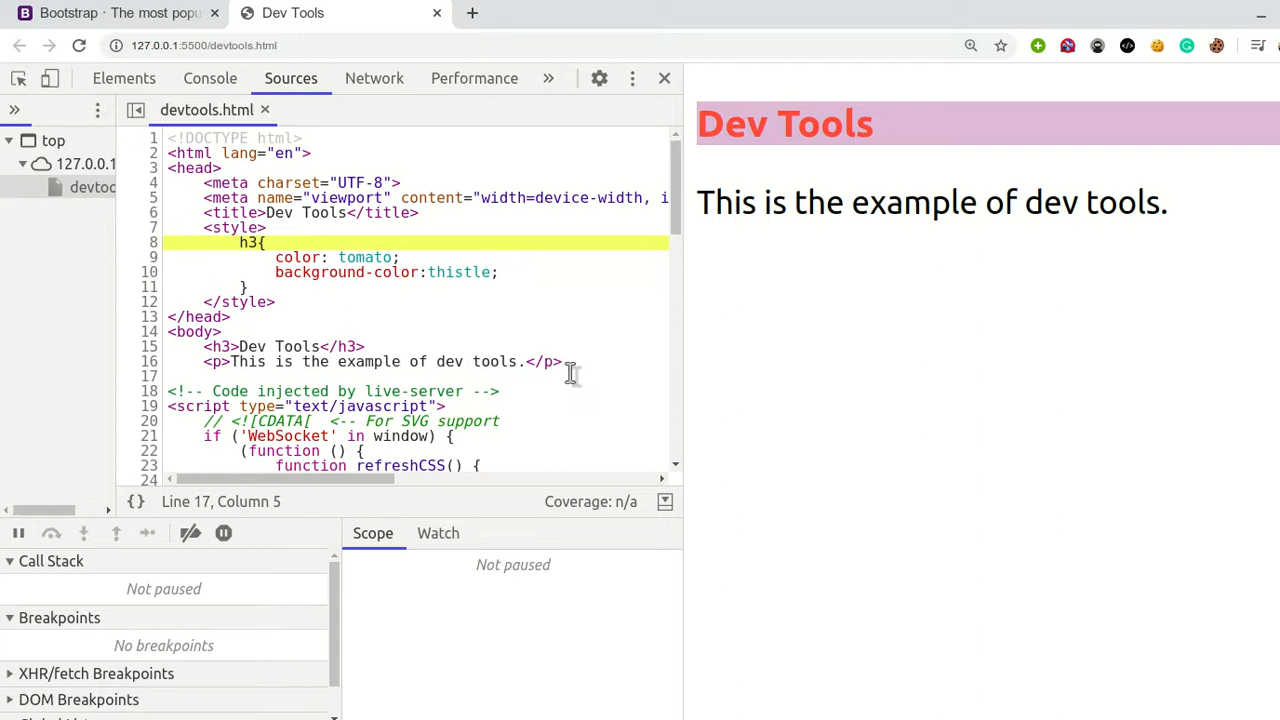 Bootstrap · The most popu
Dev Tools
127.0.0.1:5500/devtools.html
Elements Console Sources Network Performance »
» devtools.html
top
127.0.0.1
devtoo
1 <!DOCTYPE html>
2 <html lang="en">
3 <head>
4 <meta charset="UTF-8">
5 <meta name="viewport" content="width=device-width, i
6 <title>Dev Tools</title>
7 <style>
8 h3{
9 color: tomato;
10 background-color:thistle;
11 }
12 </style>
13 </head>
14 <body>
15 <h3>Dev Tools</h3>
16 <p>This is the example of dev tools.</p>
17
18 <!-- Code injected by live-server -->
19 <script type="text/javascript">
20 // <![CDATA[  <-- For SVG support
21 if ('WebSocket' in window) {
22 (function () {
23 function refreshCSS() {
24
{} Line 17, Column 5 Coverage: n/a
Call Stack
Not paused
Breakpoints
No breakpoints
XHR/fetch Breakpoints
DOM Breakpoints
Scope Watch
Not paused
Dev Tools
This is the example of dev tools.